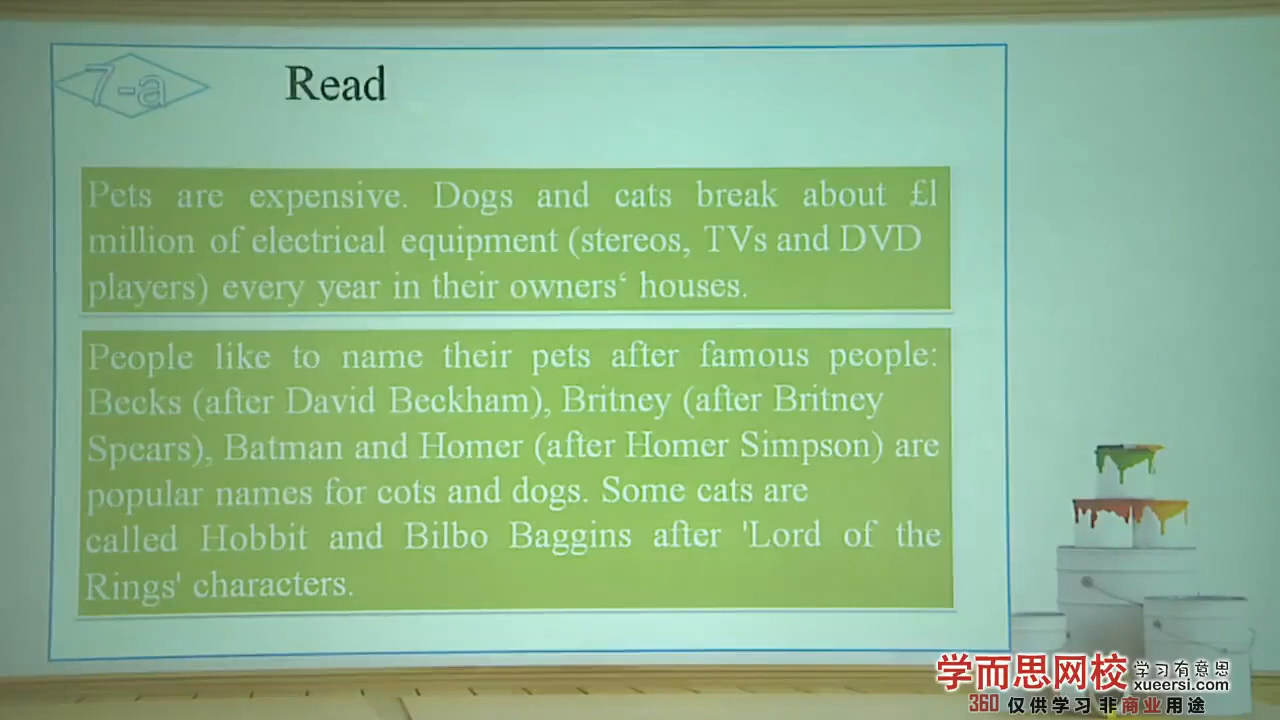 7-a
Read
Pets are expensive. Dogs and cats break about £1
million of electrical equipment (stereos, TVs and DVD
players) every year in their owners‘ houses.
People like to name their pets after famous people:
Becks (after David Beckham), Britney (after Britney
Spears), Batman and Homer (after Homer Simpson) are
popular names for cots and dogs. Some cats are
called Hobbit and Bilbo Baggins after 'Lord of the
Rings' characters.
学而思网校 学习有意思
xueersi.com
360 仅供学习 非商业用途